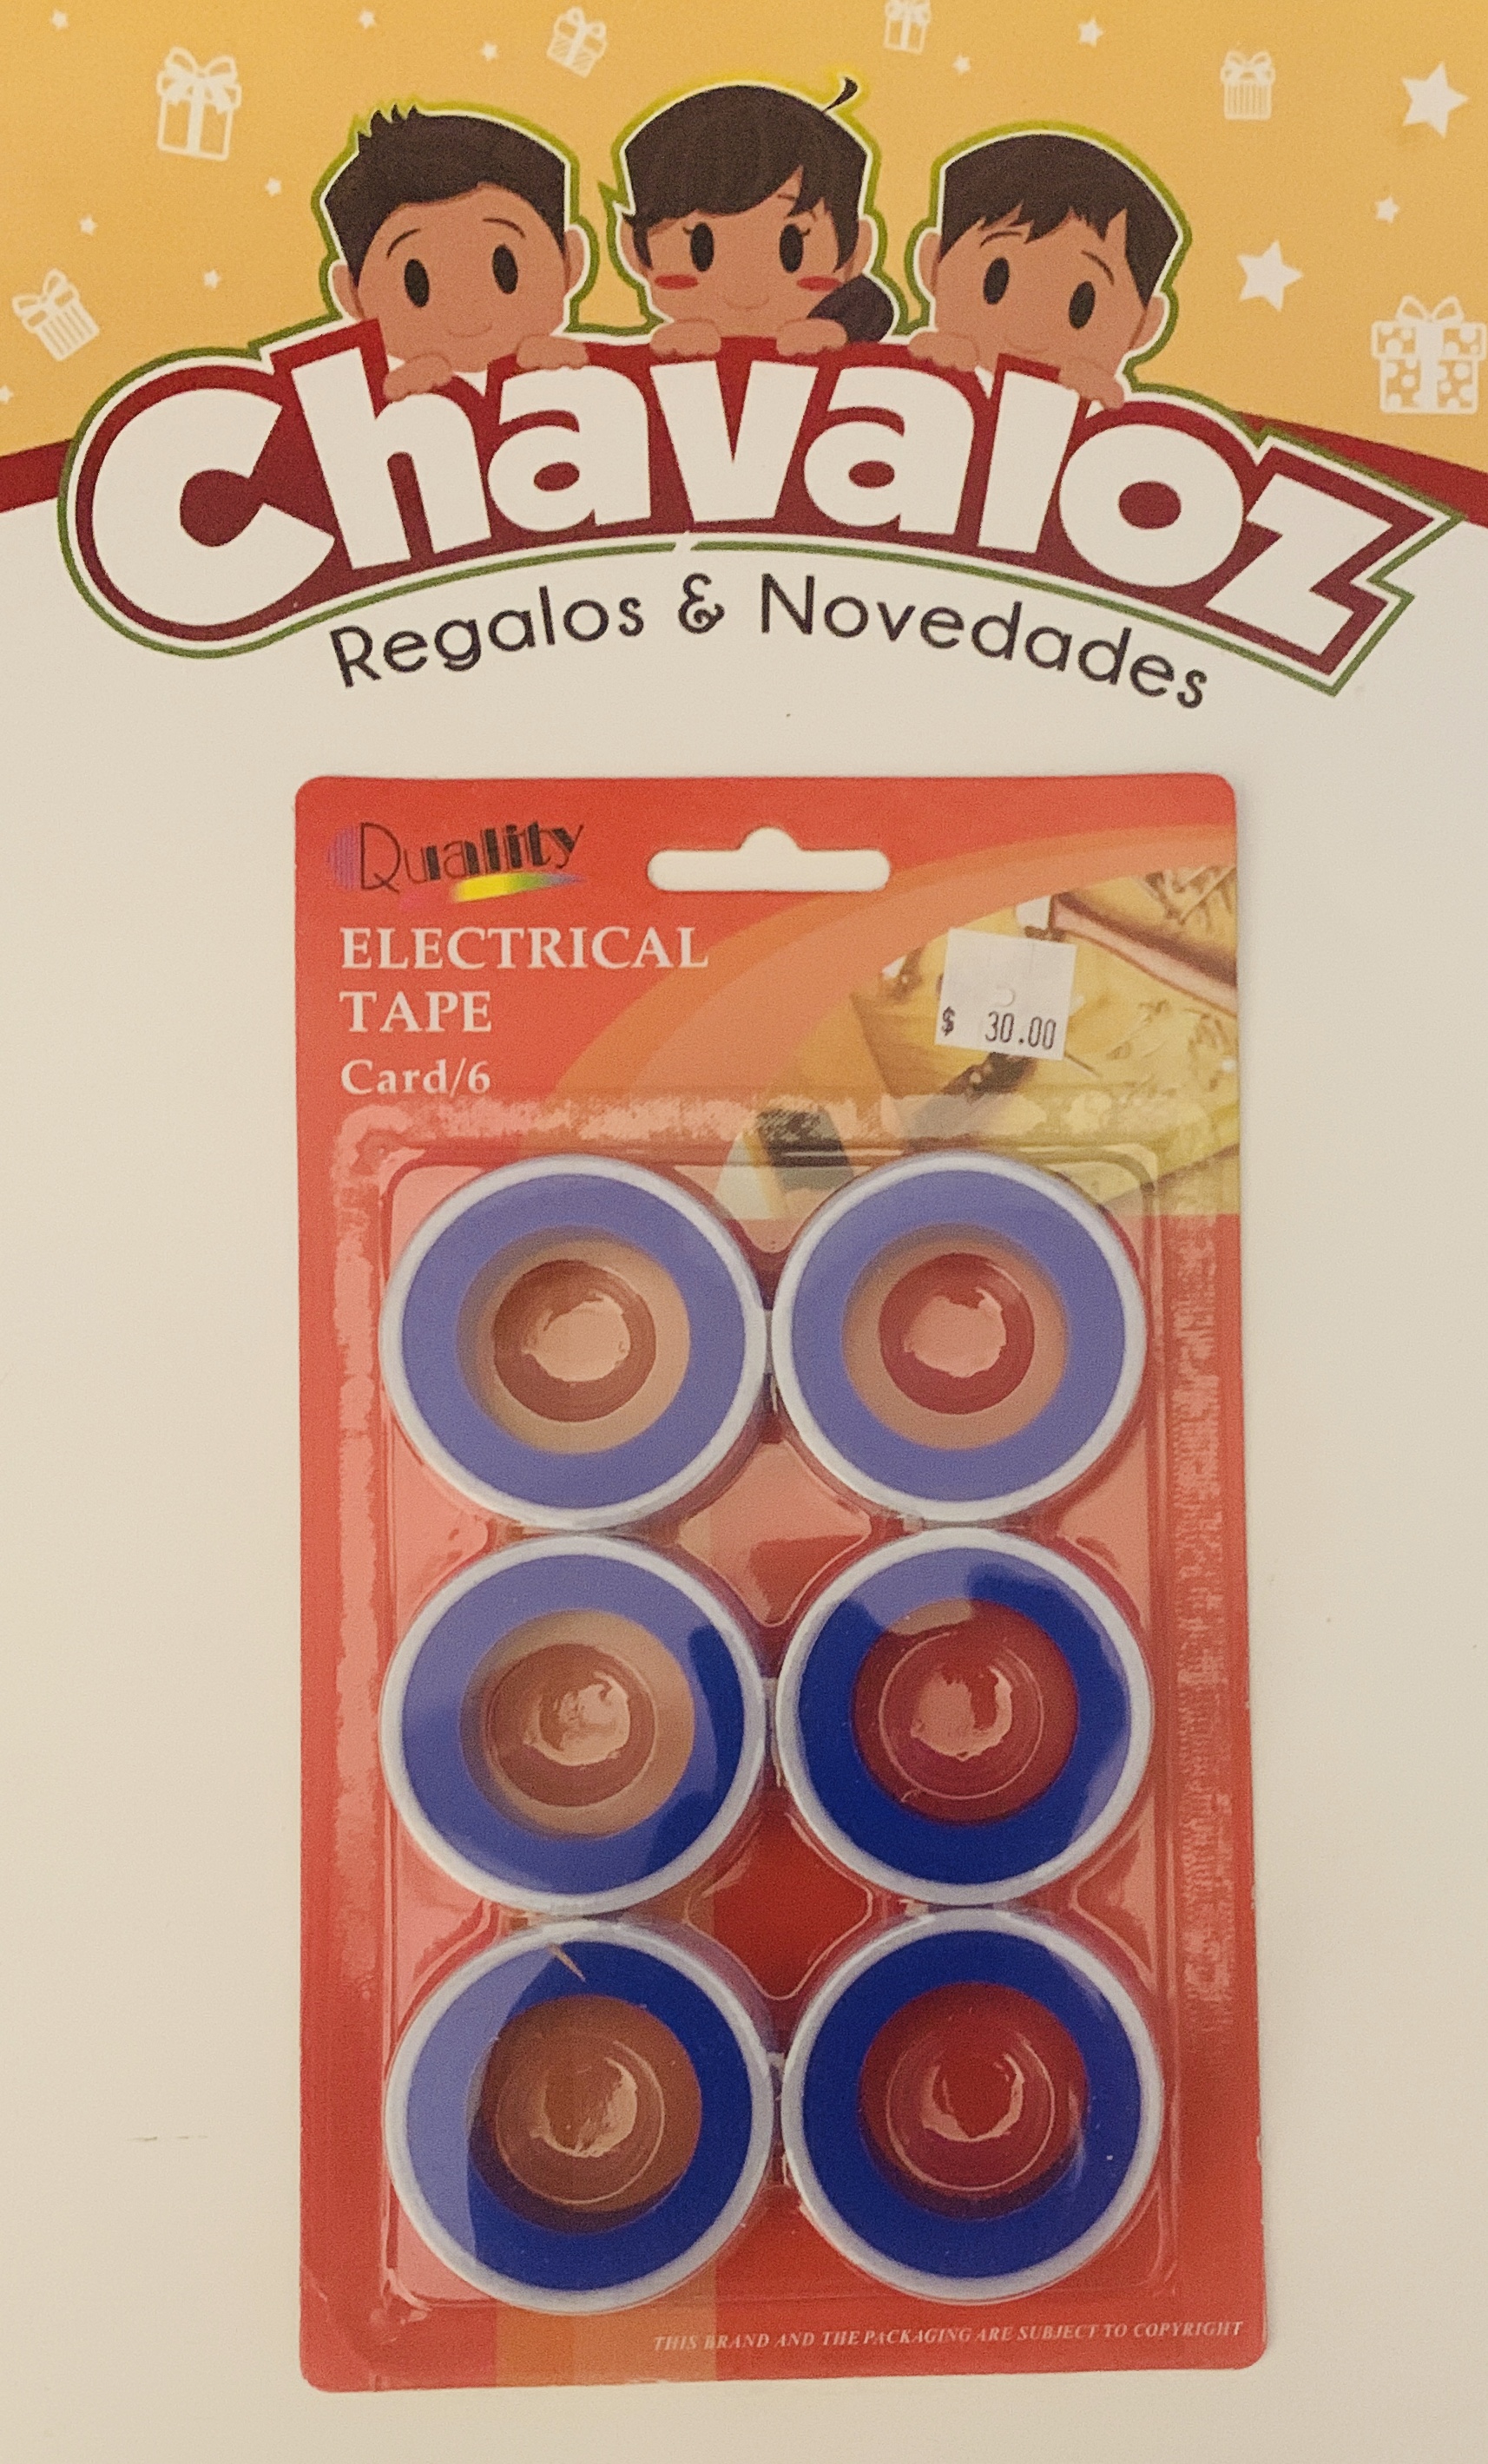 Chavaloz
Regalos & Novedades
Quality
ELECTRICAL
TAPE
Card/6
$ 30.00
THIS BRAND AND THE PACKAGING ARE SUBJECT TO COPYRIGHT